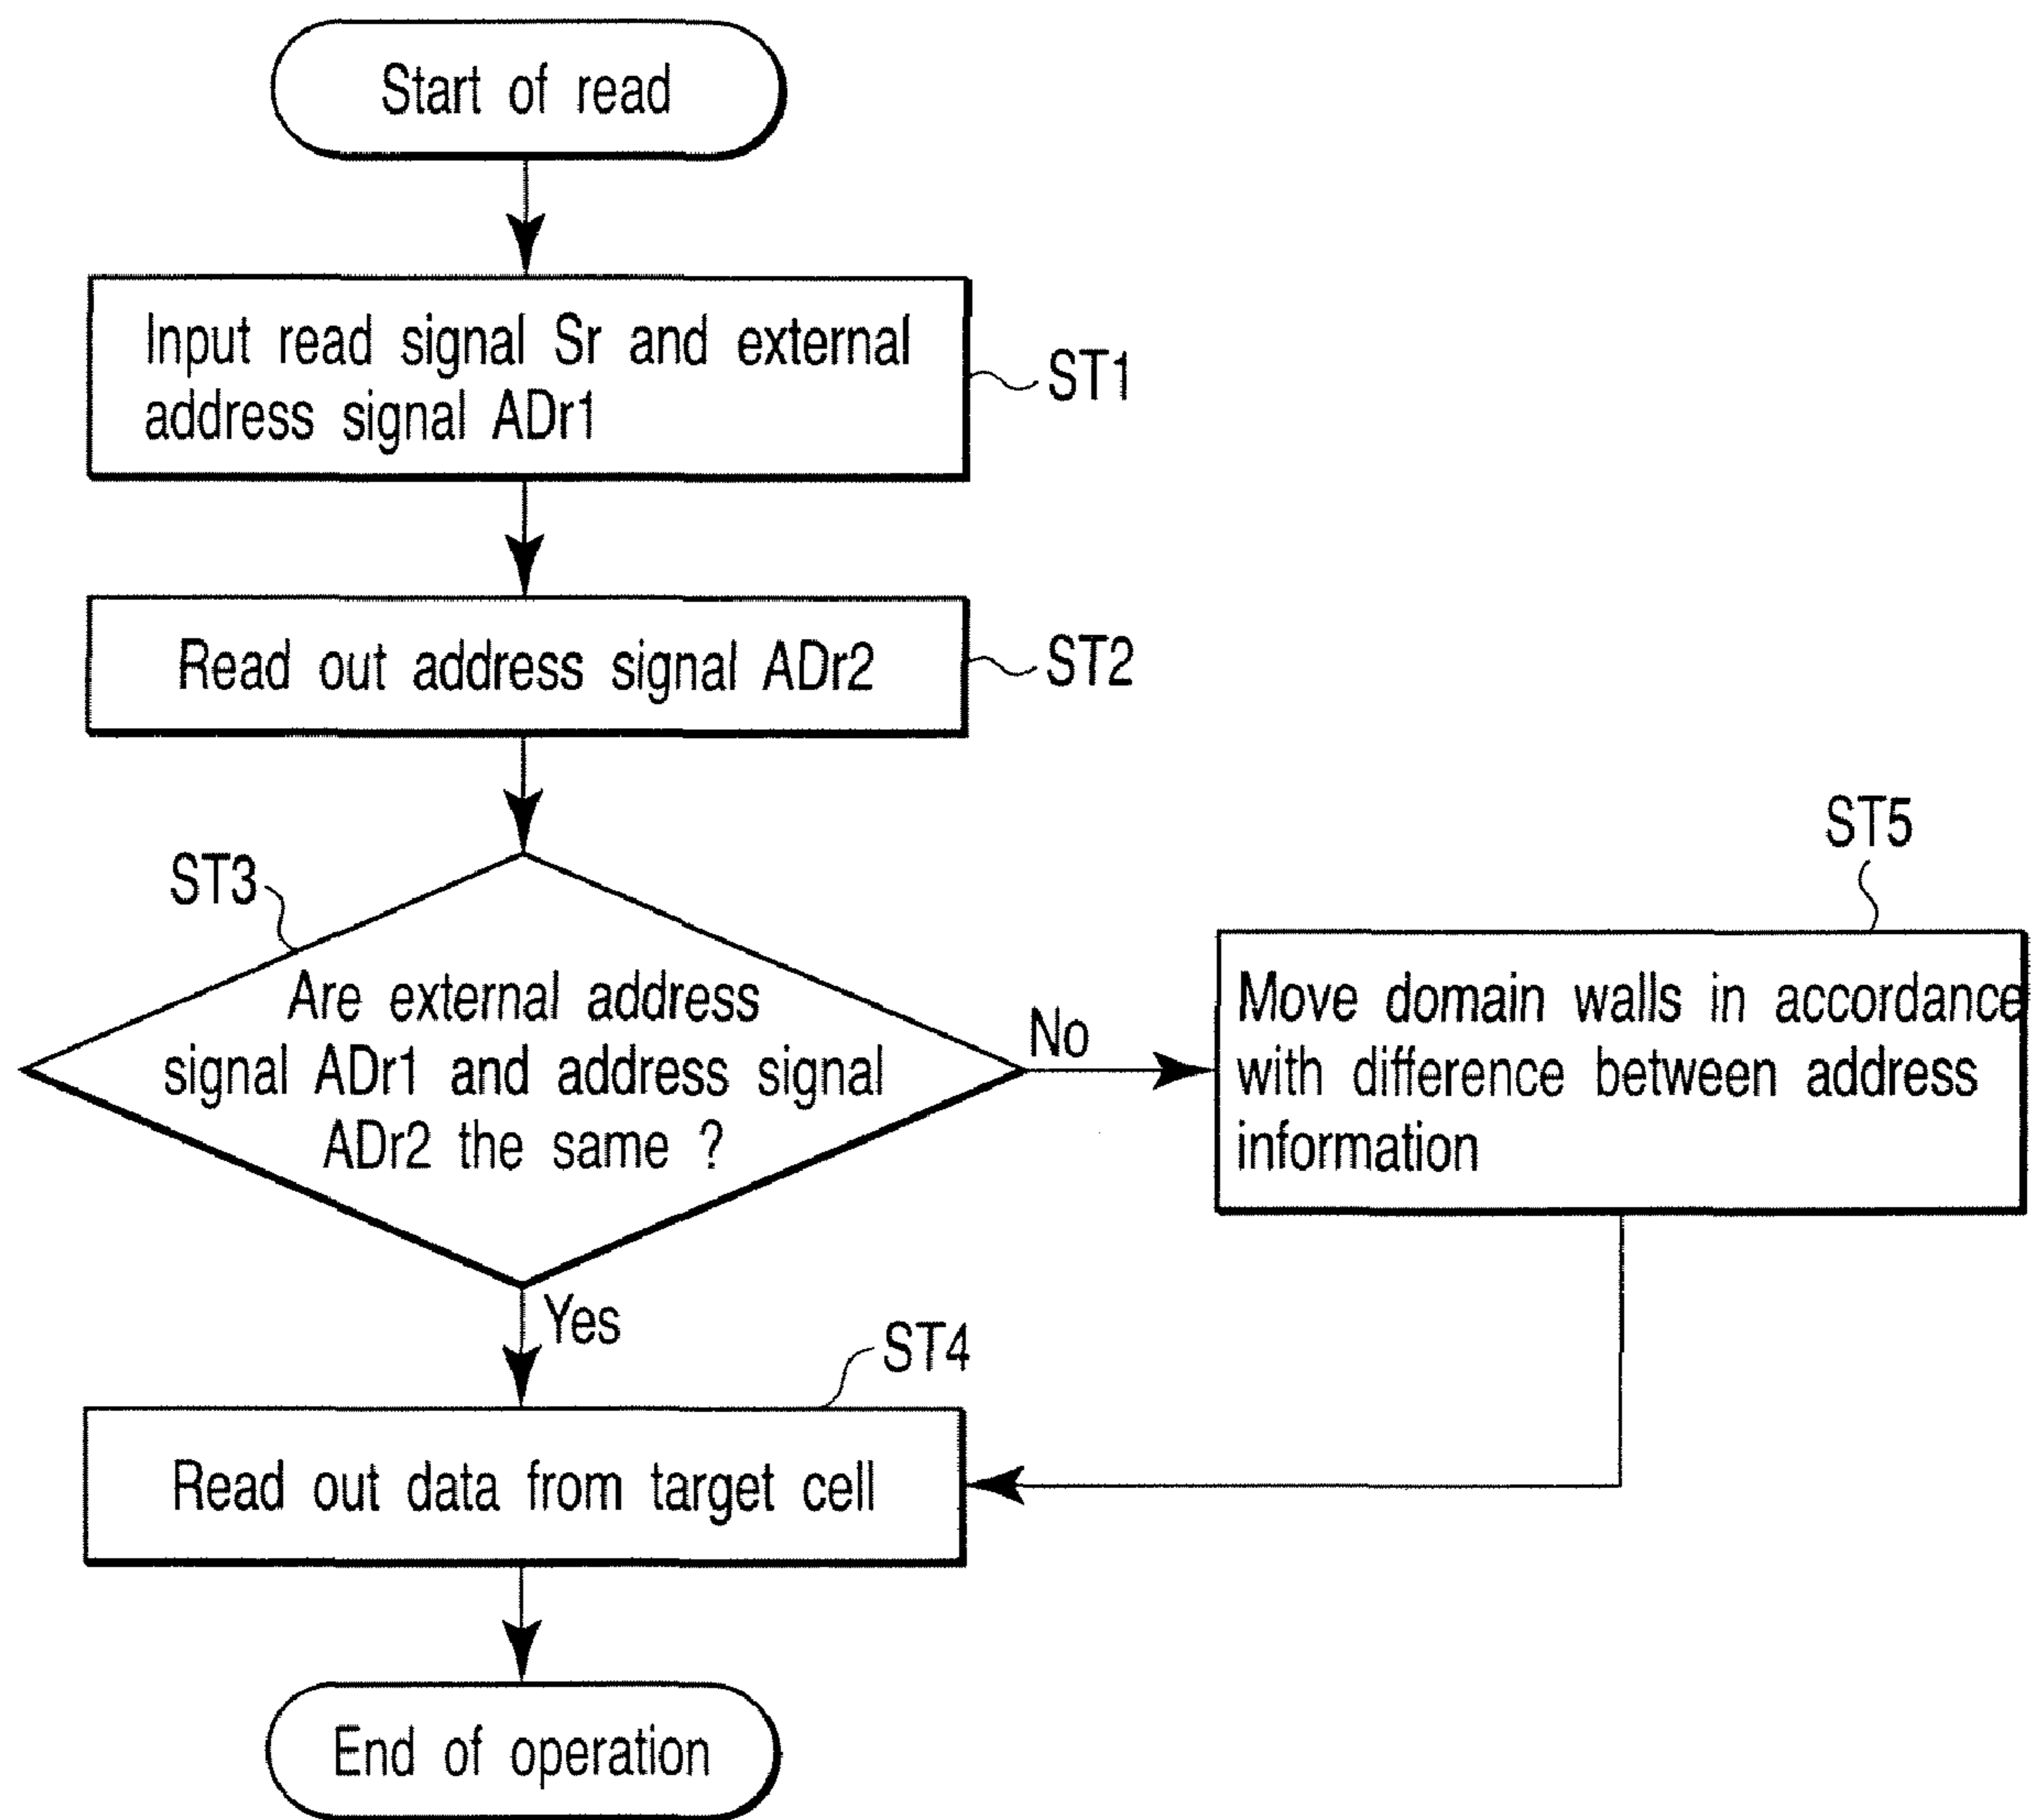 Start of read
Input read signal Sr and external
address signal ADr1
ST1
Read out address signal ADr2
ST2
ST3
Are external address
signal ADr1 and address signal
ADr2 the same ?
No
ST5
Move domain walls in accordance
with difference between address
information
Yes
ST4
Read out data from target cell
End of operation